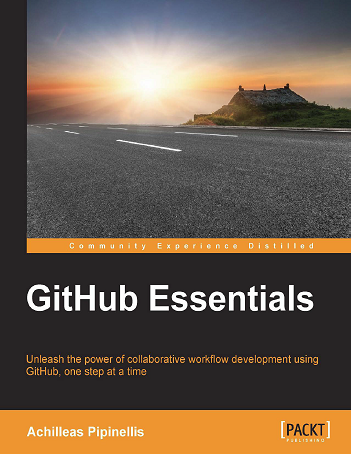 Community Experience Distilled
GitHub Essentials
Unleash the power of collaborative workflow development using
GitHub, one step at a time
Achilleas Pipinellis
[PACKT]
PUBLISHING